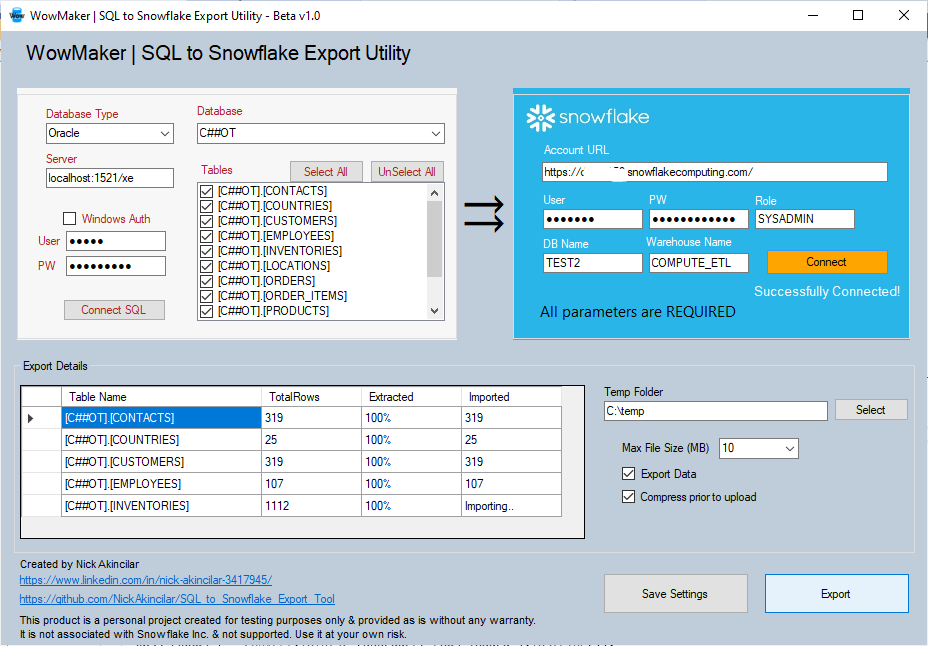 WowMaker | SQL to Snowflake Export Utility - Beta v1.0
WowMaker | SQL to Snowflake Export Utility
Database Type
Oracle
Server
localhost:1521/xe
Windows Auth
User
●●●●●
PW
●●●●●●●●●
Connect SQL
Database
C##OT
Tables
Select All
UnSelect All
[C##OT].[CONTACTS]
[C##OT].[COUNTRIES]
[C##OT].[CUSTOMERS]
[C##OT].[EMPLOYEES]
[C##OT].[INVENTORIES]
[C##OT].[LOCATIONS]
[C##OT].[ORDERS]
[C##OT].[ORDER_ITEMS]
[C##OT].[PRODUCTS]
snowflake
Account URL
https:// snowflakecomputing.com/
User PW Role
●●●●●●● ●●●●●●●●●●●● SYSADMIN
DB Name Warehouse Name
TEST2 COMPUTE_ETL Connect
Successfully Connected!
All parameters are REQUIRED
Export Details
Table Name TotalRows Extracted Imported
[C##OT].[CONTACTS] 319 100% 319
[C##OT].[COUNTRIES] 25 100% 25
[C##OT].[CUSTOMERS] 319 100% 319
[C##OT].[EMPLOYEES] 107 100% 107
[C##OT].[INVENTORIES] 1112 100% Importing..
Temp Folder
C:\temp Select
Max File Size (MB) 10
Export Data
Compress prior to upload
Created by Nick Akincilar
https://www.linkedin.com/in/nick-akincilar-3417945/
https://github.com/NickAkincilar/SQL_to_Snowflake_Export_Tool
This product is a personal project created for testing purposes only & provided as is without any warranty.
It is not associated with Snowflake Inc. & not supported. Use it at your own risk.
Save Settings
Export